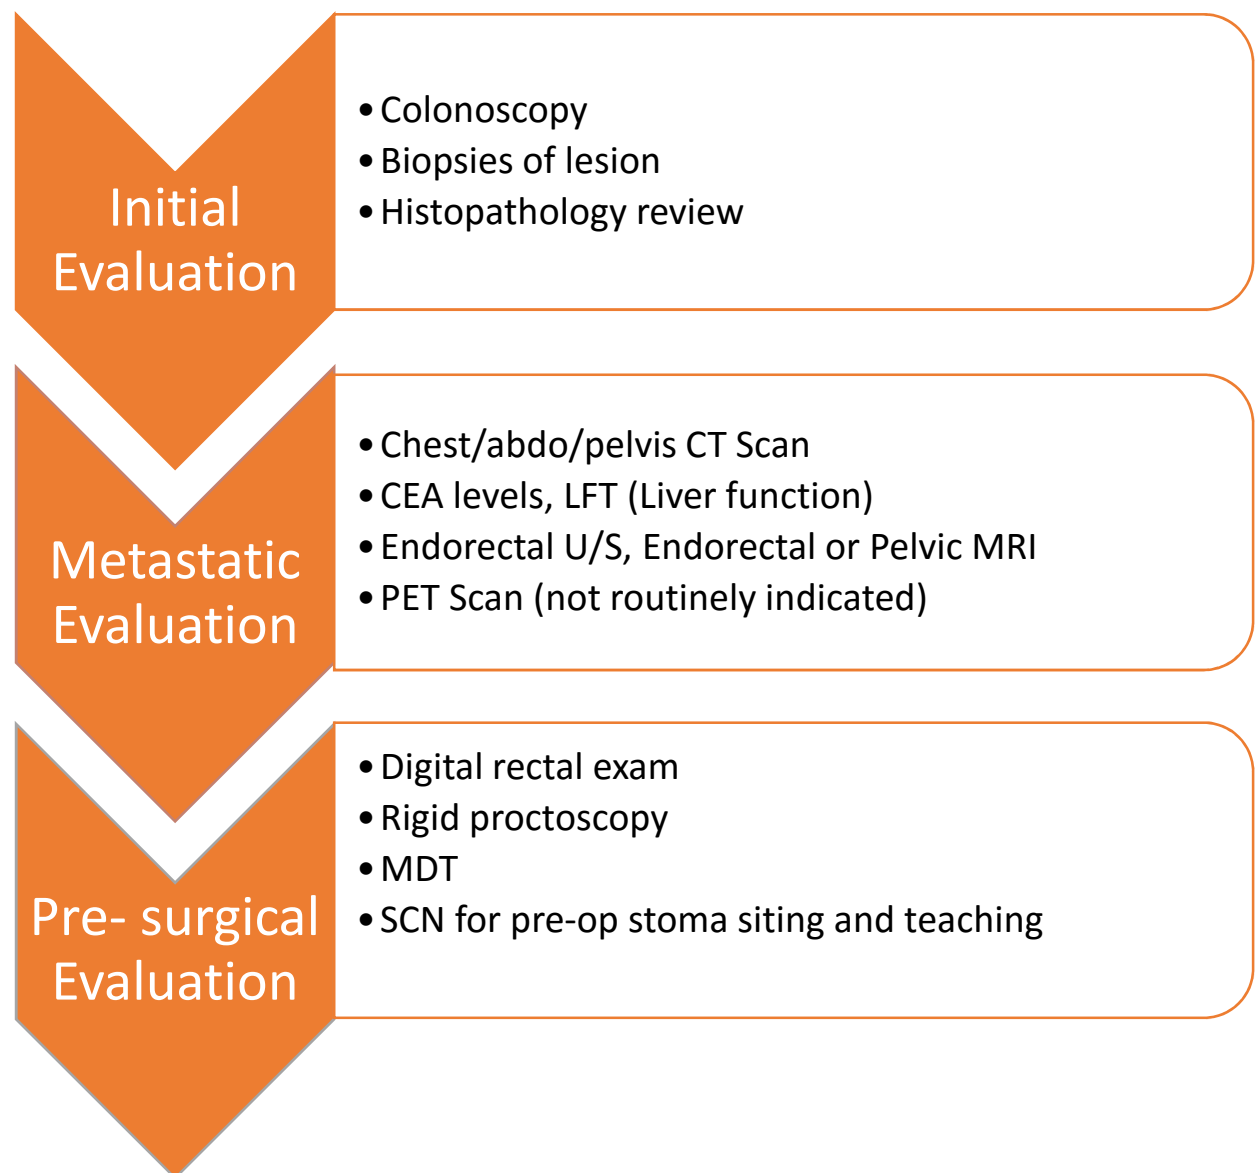 Initial
Evaluation
• Colonoscopy
• Biopsies of lesion
• Histopathology review
Metastatic
Evaluation
• Chest/abdo/pelvis CT Scan
• CEA levels, LFT (Liver function)
• Endorectal U/S, Endorectal or Pelvic MRI
• PET Scan (not routinely indicated)
Pre- surgical
Evaluation
• Digital rectal exam
• Rigid proctoscopy
• MDT
• SCN for pre-op stoma siting and teaching